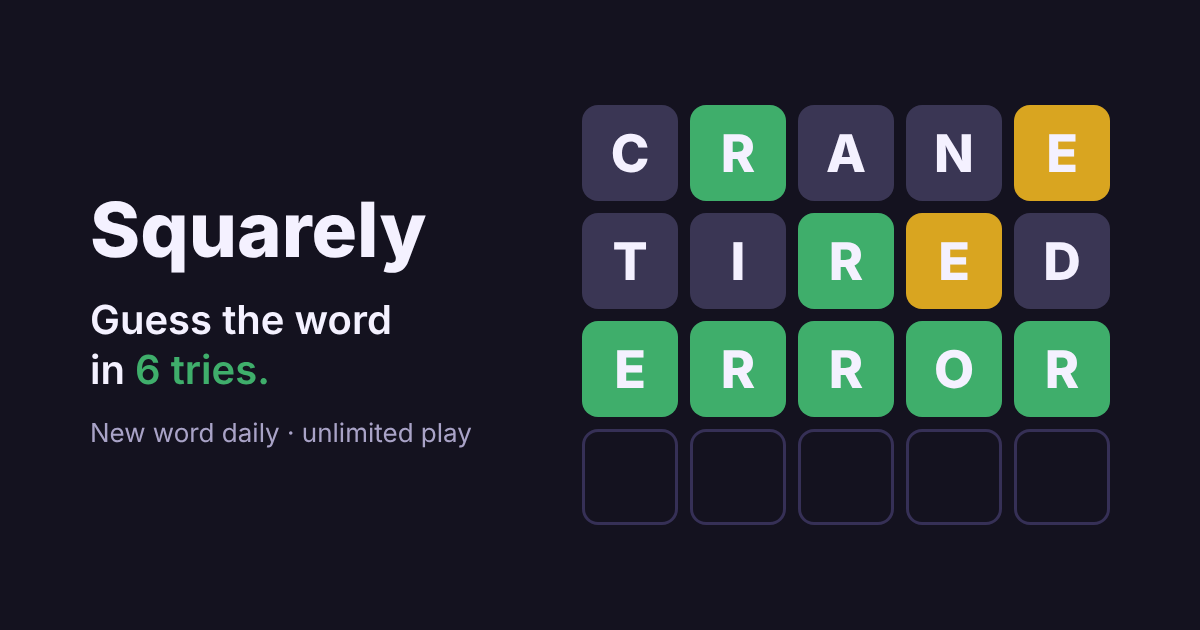 Squarely
Guess the word
in 6 tries.
New word daily · unlimited play
C R A N E
T I R E D
E R R O R